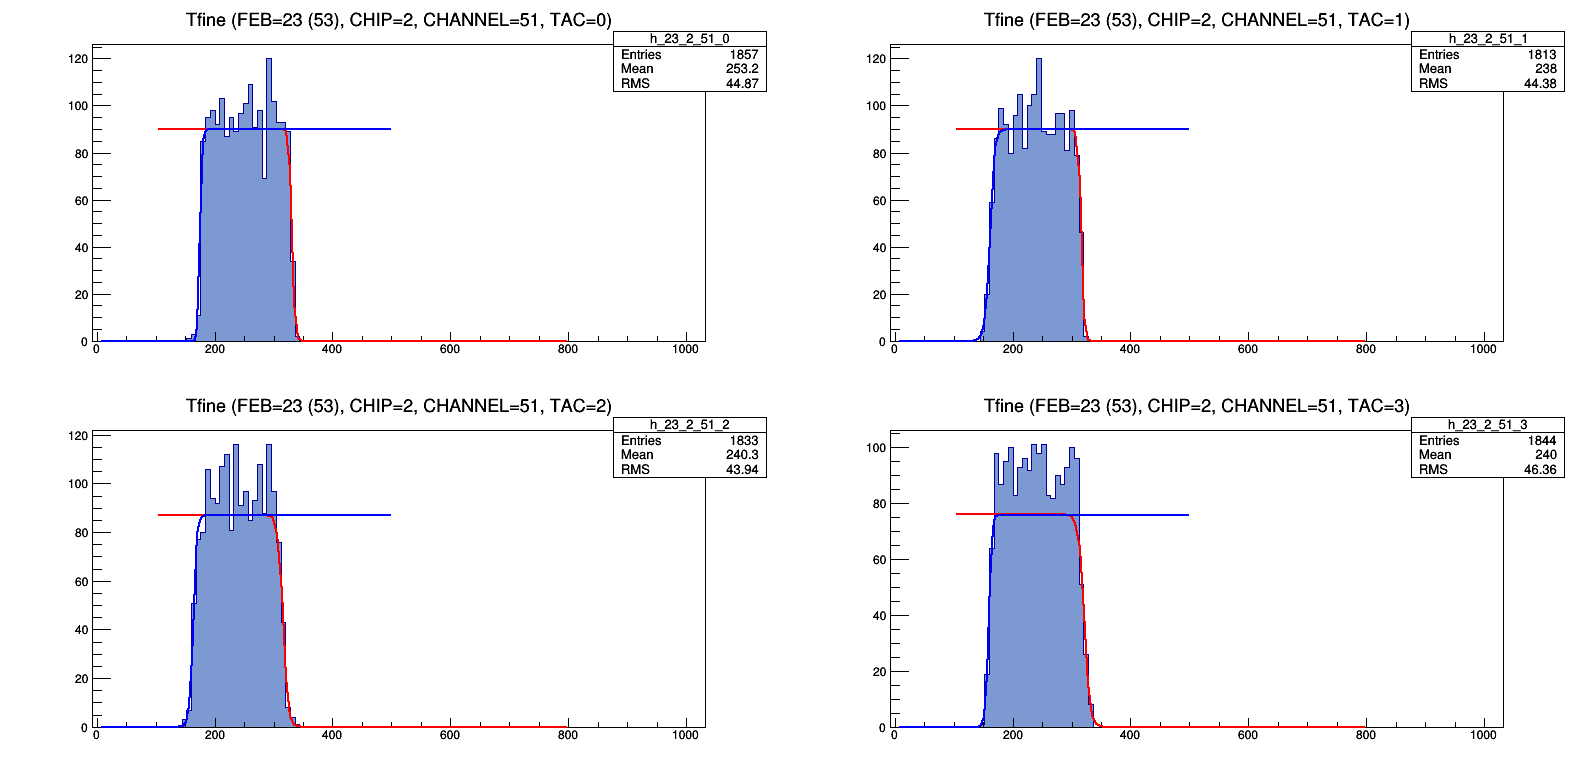 Tfine (FEB=23 (53), CHIP=2, CHANNEL=51, TAC=0)
h_23_2_51_0
Entries 1857
Mean 253.2
RMS 44.87
120
100
80
60
40
20
0
0 200 400 600 800 1000
Tfine (FEB=23 (53), CHIP=2, CHANNEL=51, TAC=1)
h_23_2_51_1
Entries 1813
Mean 238
RMS 44.38
120
100
80
60
40
20
0
0 200 400 600 800 1000
Tfine (FEB=23 (53), CHIP=2, CHANNEL=51, TAC=2)
h_23_2_51_2
Entries 1833
Mean 240.3
RMS 43.94
120
100
80
60
40
20
0
0 200 400 600 800 1000
Tfine (FEB=23 (53), CHIP=2, CHANNEL=51, TAC=3)
h_23_2_51_3
Entries 1844
Mean 240
RMS 46.36
100
80
60
40
20
0
0 200 400 600 800 1000